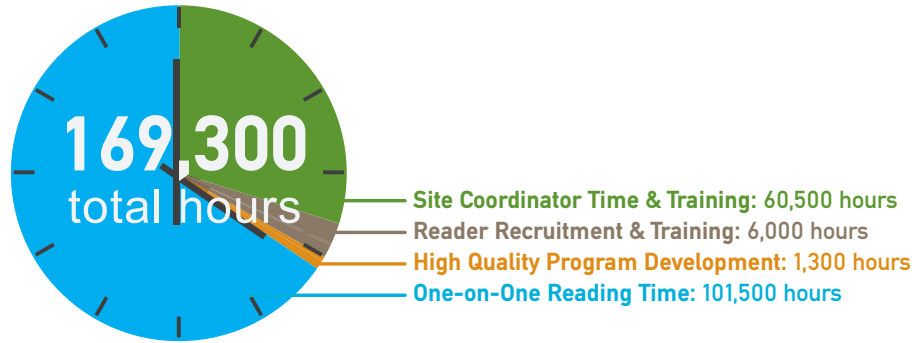 169,300
total hours
Site Coordinator Time & Training: 60,500 hours
Reader Recruitment & Training: 6,000 hours
High Quality Program Development: 1,300 hours
One-on-One Reading Time: 101,500 hours